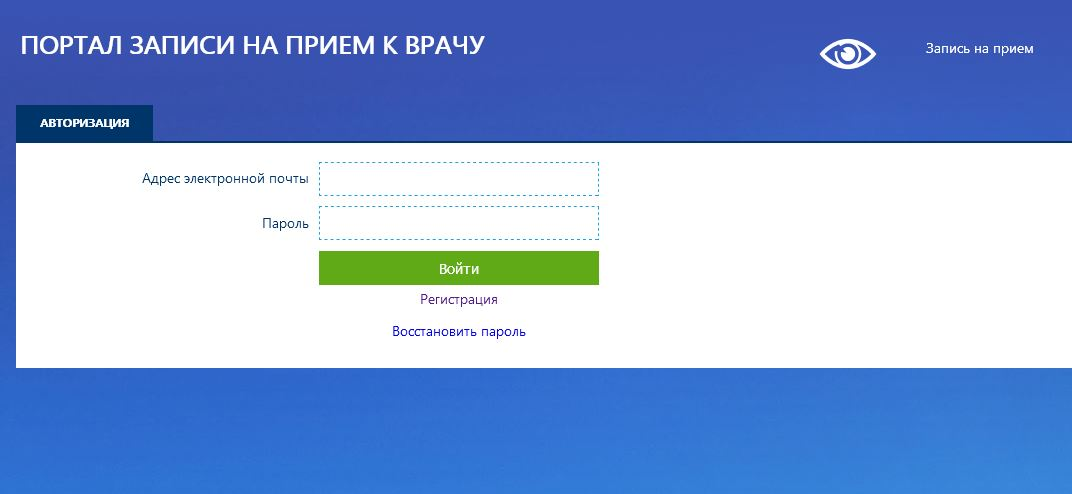 ПОРТАЛ ЗАПИСИ НА ПРИЕМ К ВРАЧУ
Запись на прием
АВТОРИЗАЦИЯ
Адрес электронной почты
Пароль
Войти
Регистрация
Восстановить пароль